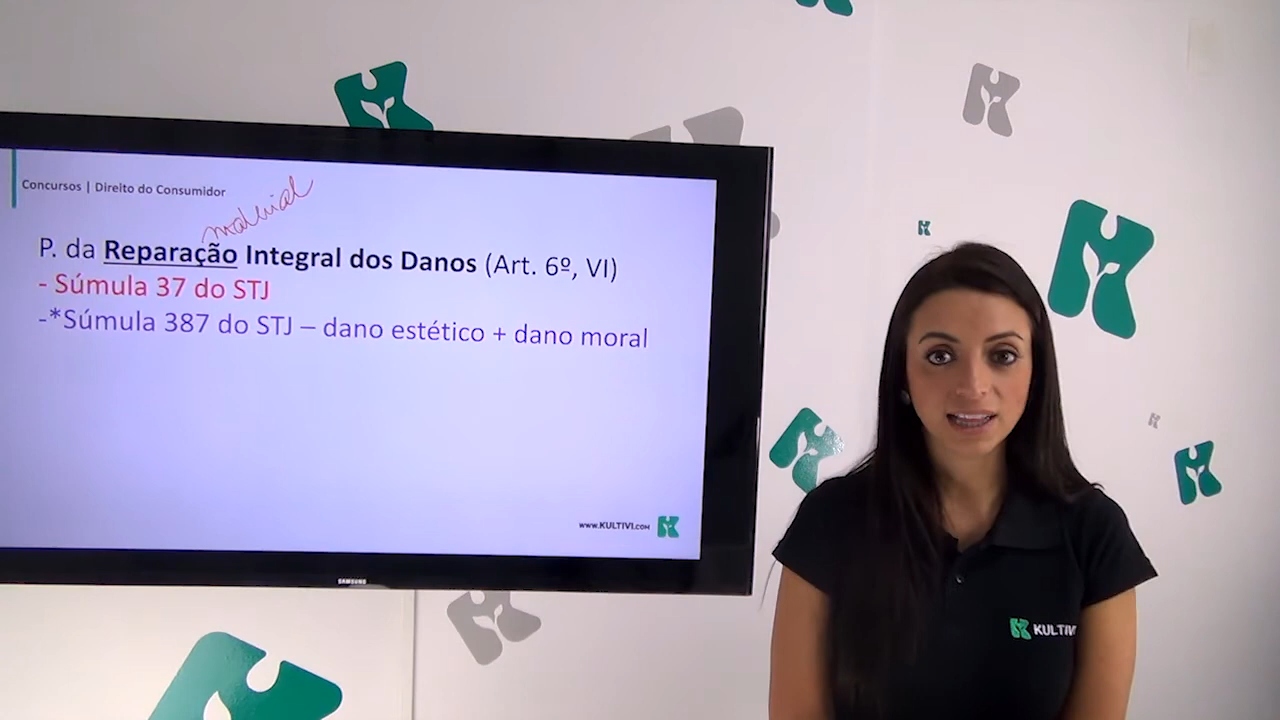 Concursos | Direito do Consumidor
material
P. da Reparação Integral dos Danos (Art. 6º, VI)
- Súmula 37 do STJ
-*Súmula 387 do STJ – dano estético + dano moral
www.KULTIVI.COM
SAMSUNG
KULTIVI